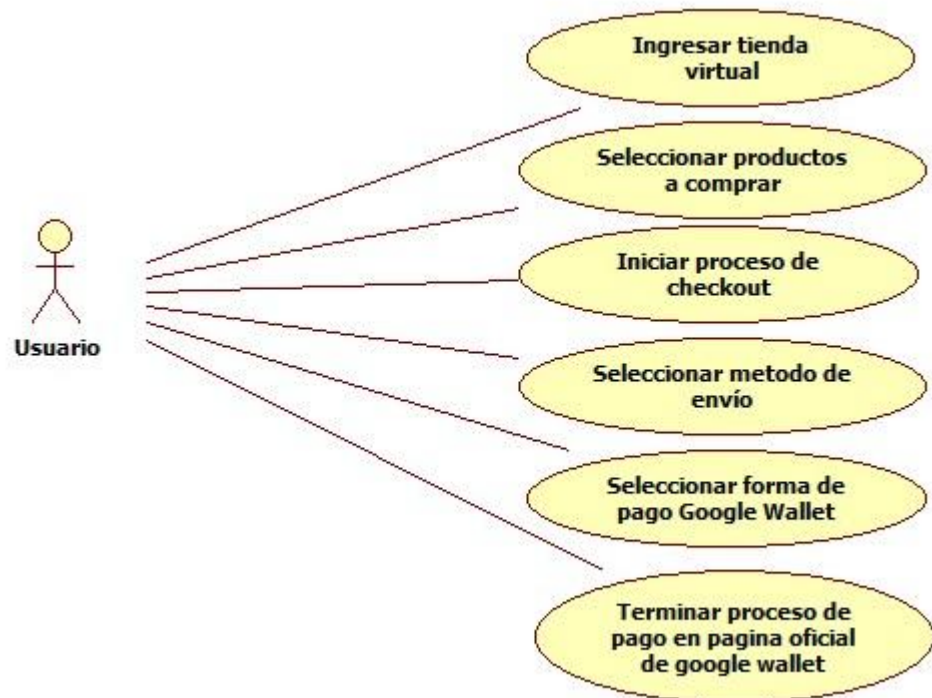 Ingresar tienda
virtual
Seleccionar productos
a comprar
Iniciar proceso de
checkout
Usuario
Seleccionar metodo de
envío
Seleccionar forma de
pago Google Wallet
Terminar proceso de
pago en pagina oficial
de google wallet